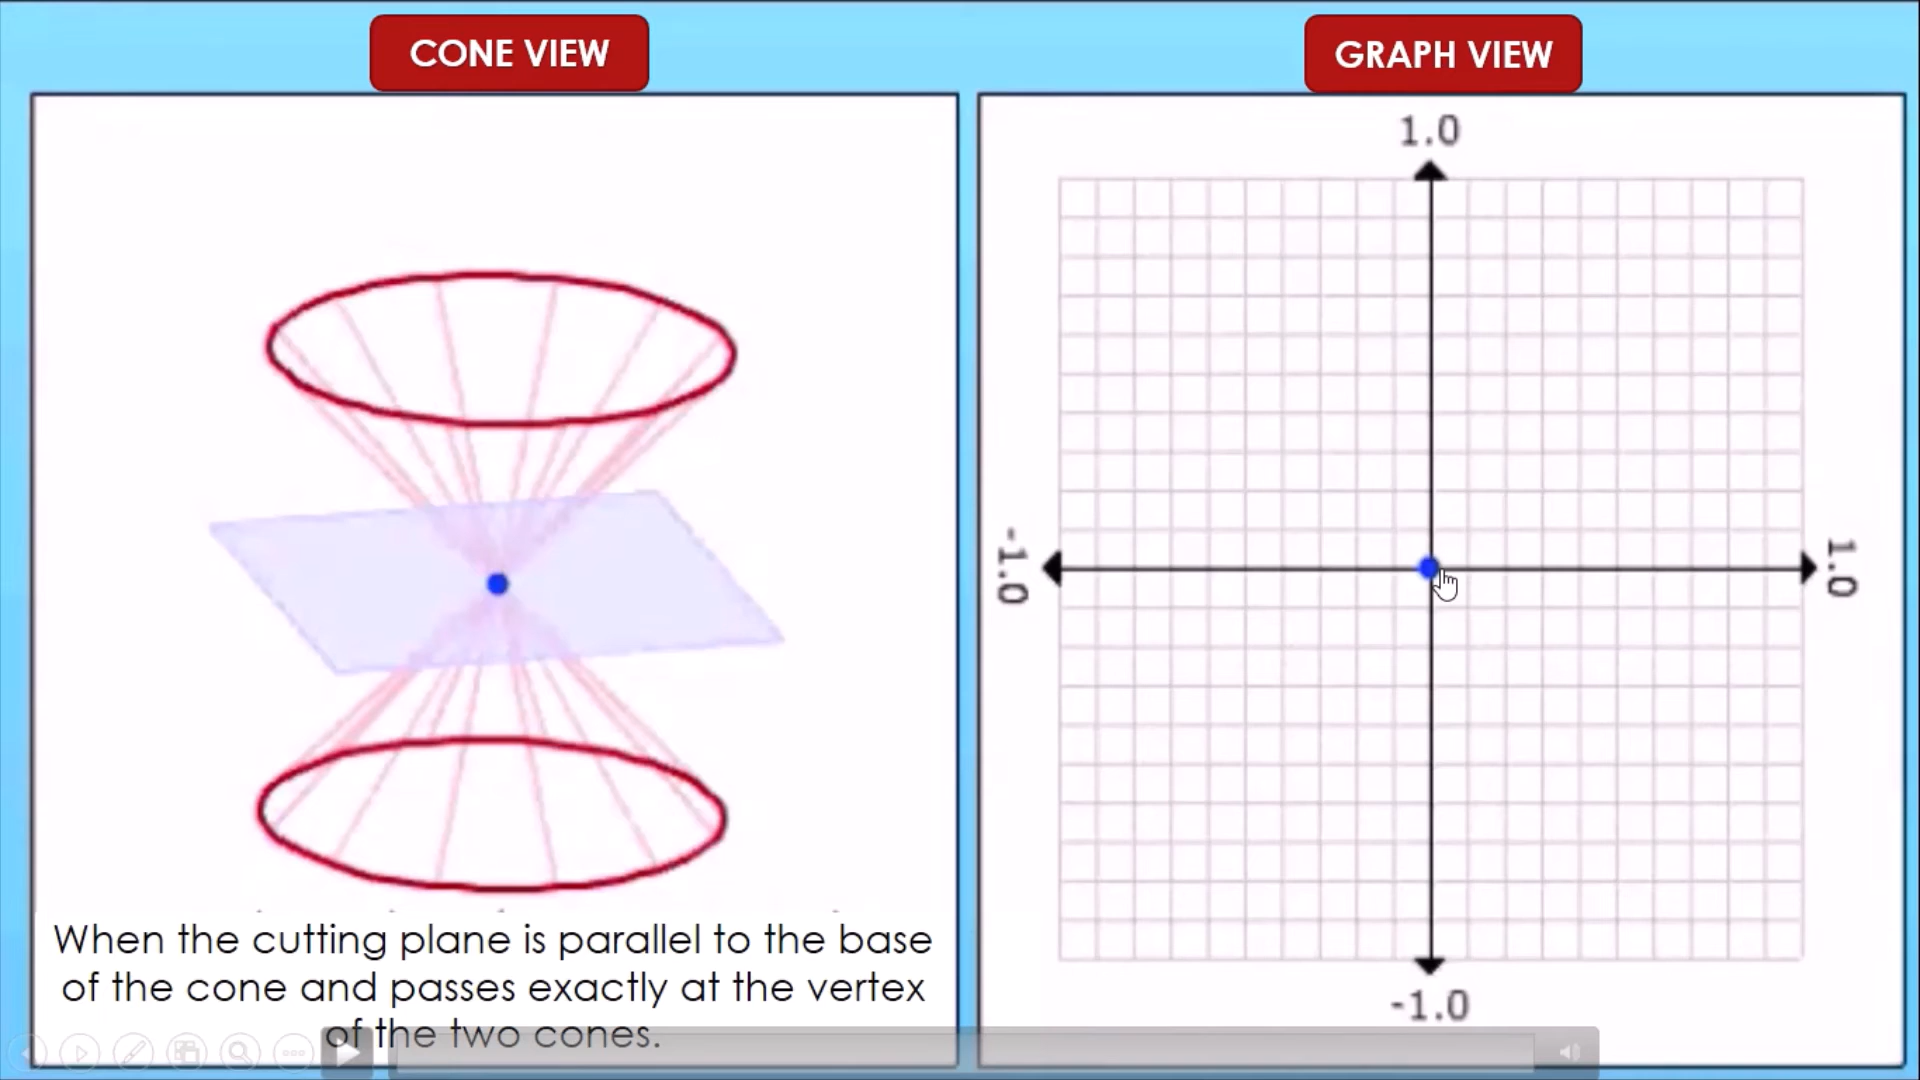 CONE VIEW
GRAPH VIEW
1.0
-1.0
1.0
-1.0
When the cutting plane is parallel to the base
of the cone and passes exactly at the vertex
of the two cones.